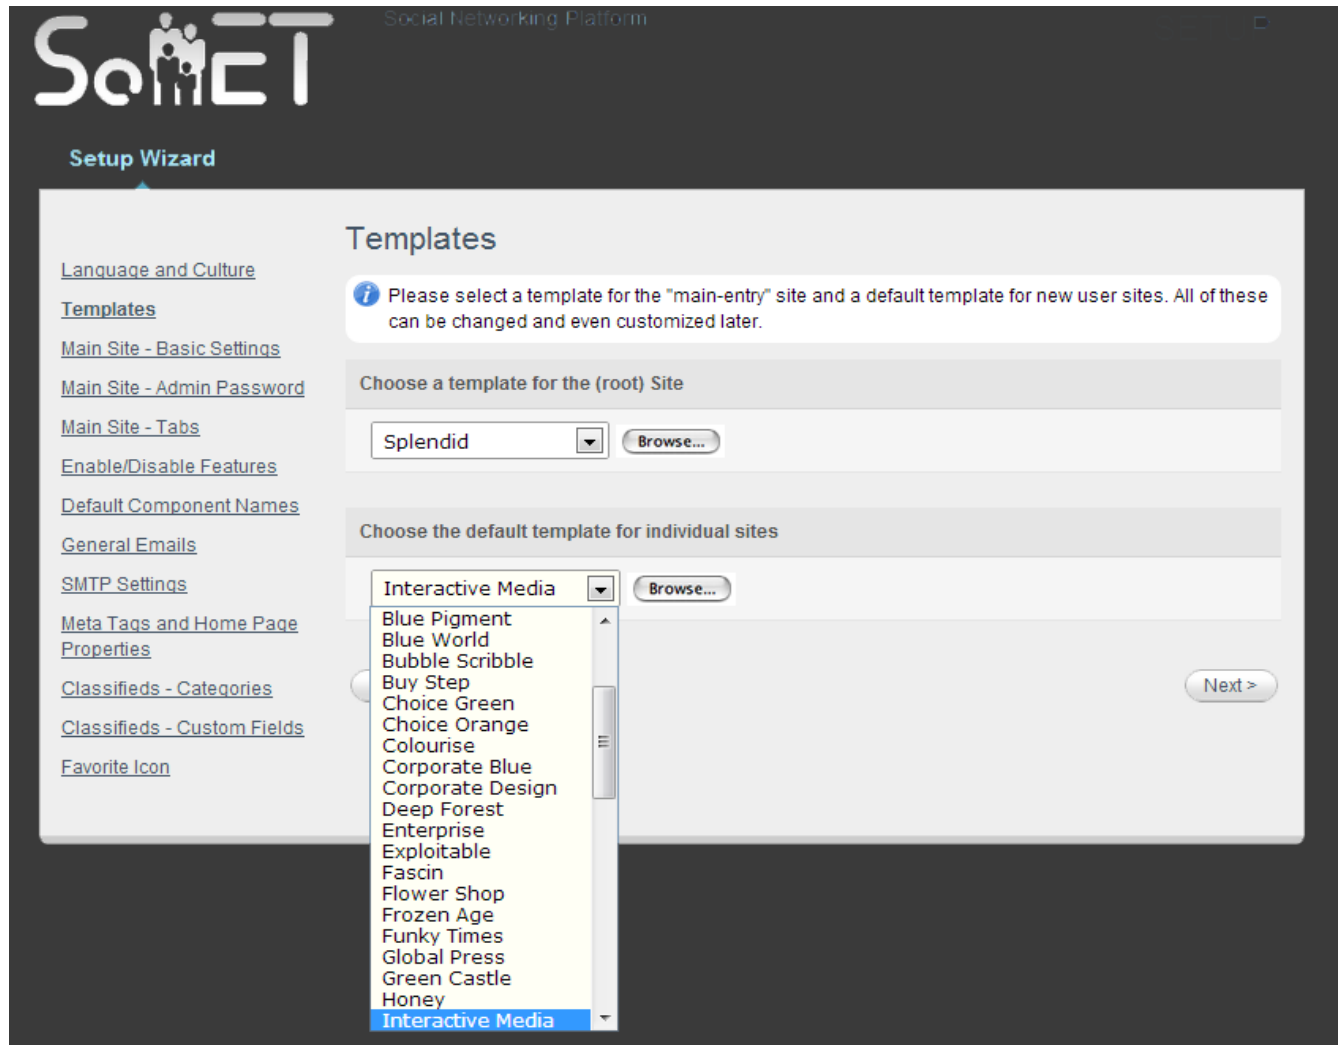 SoNET
Social Networking Platform
SETUP
Setup Wizard
Templates
Language and Culture
Templates
Main Site - Basic Settings
Main Site - Admin Password
Main Site - Tabs
Enable/Disable Features
Default Component Names
General Emails
SMTP Settings
Meta Tags and Home Page
Properties
Classifieds - Categories
Classifieds - Custom Fields
Favorite Icon
Please select a template for the "main-entry" site and a default template for new user sites. All of these
can be changed and even customized later.
Choose a template for the (root) Site
Splendid
Browse...
Choose the default template for individual sites
Interactive Media
Browse...
Blue Pigment
Blue World
Bubble Scribble
Buy Step
Choice Green
Choice Orange
Colourise
Corporate Blue
Corporate Design
Deep Forest
Enterprise
Exploitable
Fascin
Flower Shop
Frozen Age
Funky Times
Global Press
Green Castle
Honey
Interactive Media
Next >